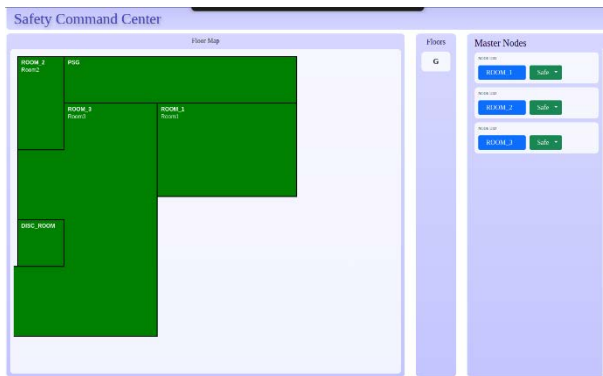 Safety Command Center
Floor Map
Floors
Master Nodes
ROOM_2
Room2
PSG
ROOM_3
Room3
ROOM_1
Room1
DISC_ROOM
G
ROOM_1
Safe
ROOM_2
Safe
ROOM_3
Safe